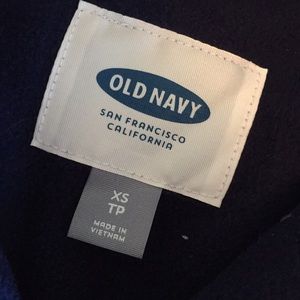 OLD NAVY
SAN FRANCISCO
CALIFORNIA
XS
TP
MADE IN
VIETNAM